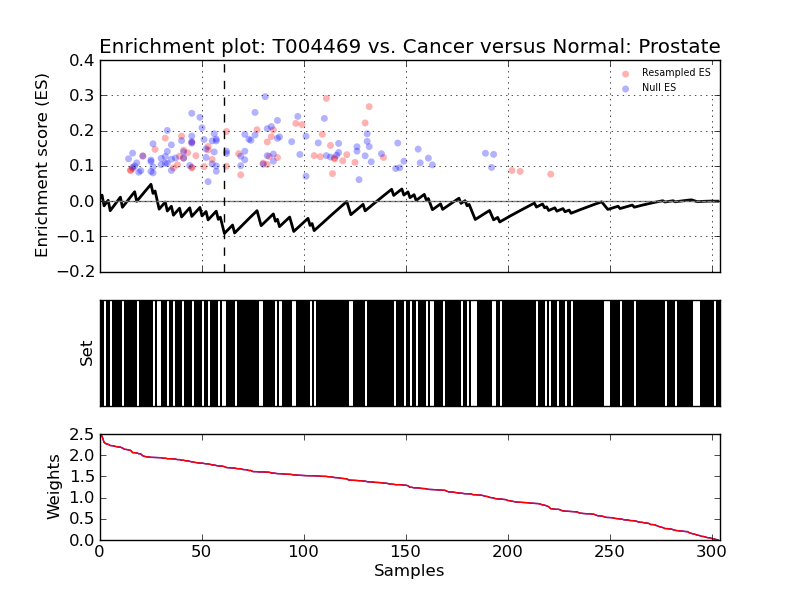 Enrichment plot: T004469 vs. Cancer versus Normal: Prostate
Enrichment score (ES)
0.4
0.3
0.2
0.1
0.0
−0.1
−0.2
Resampled ES
Null ES
Set
Weights
2.5
2.0
1.5
1.0
0.5
0.0
0
50
100
150
200
250
300
Samples